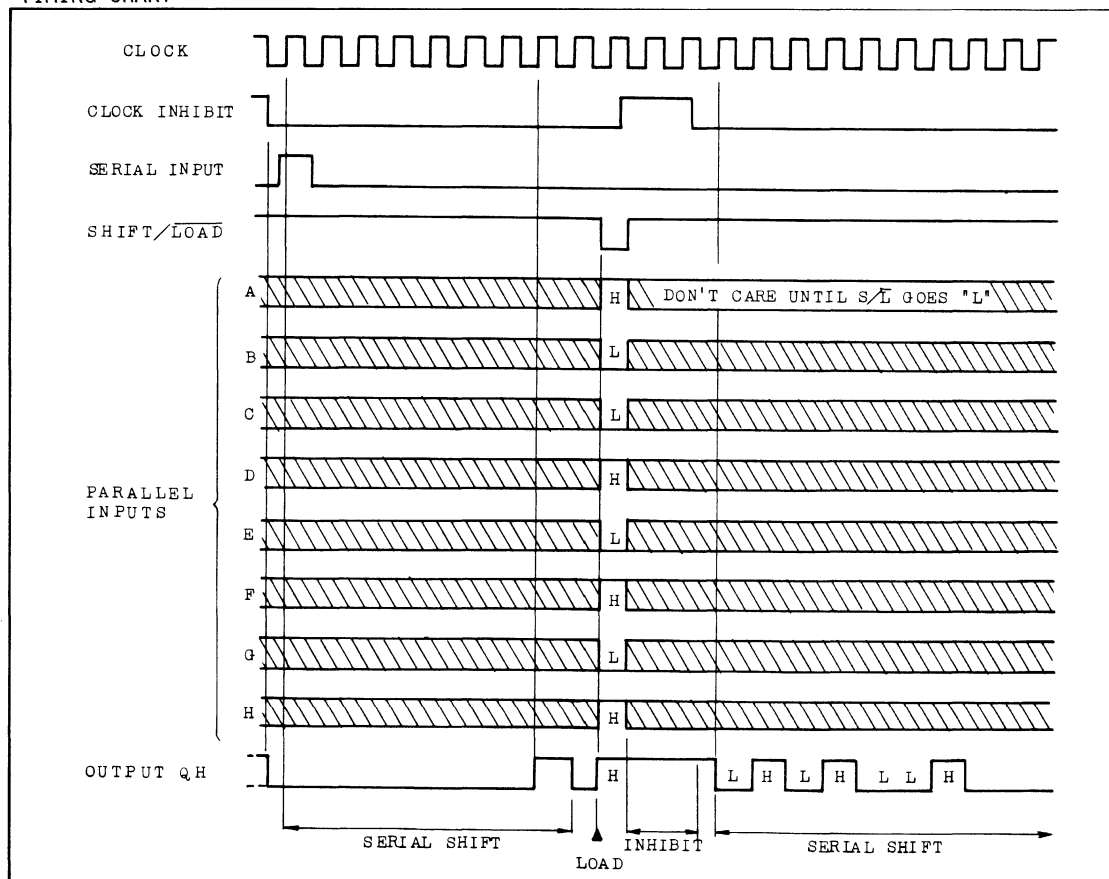 CLOCK
CLOCK INHIBIT
SERIAL INPUT
SHIFT/LOAD
A H DON'T CARE UNTIL S/L GOES "L"
B L
C L
D H
PARALLEL
INPUTS
E L
F H
G L
H H
OUTPUT QH H L H L H L L H
SERIAL SHIFT INHIBIT SERIAL SHIFT
LOAD